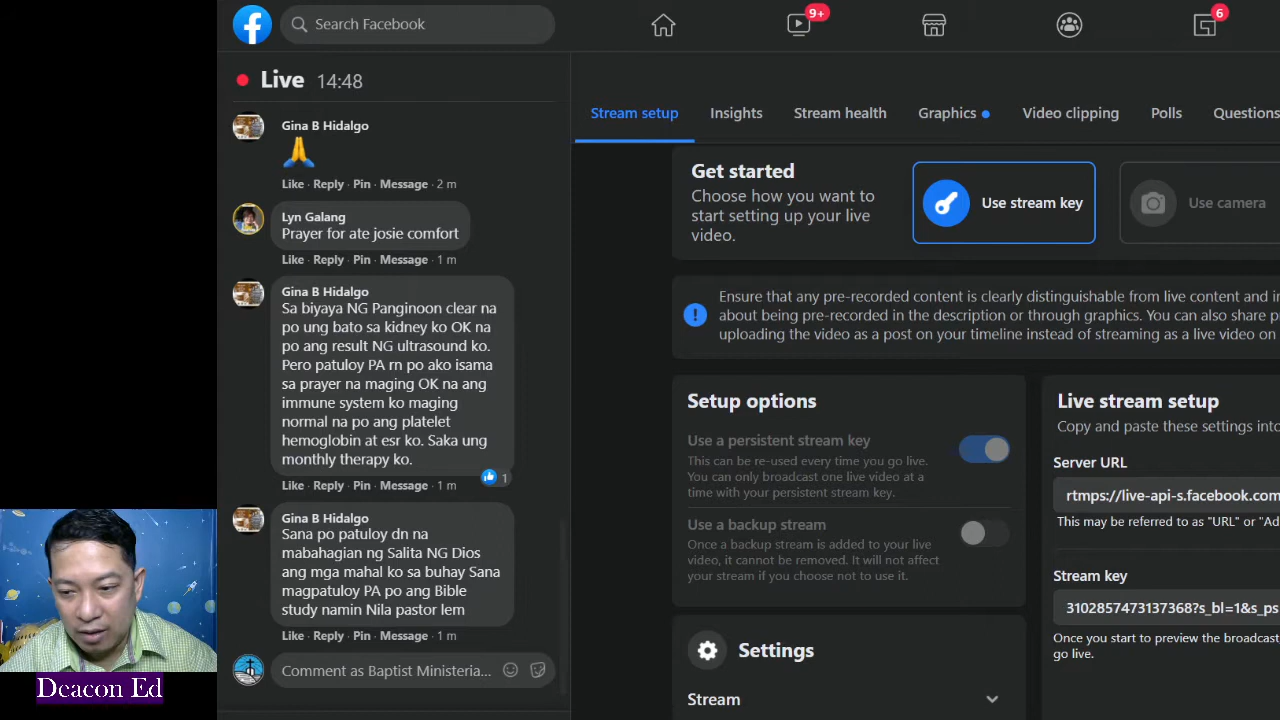 Search Facebook
9+
6
Live 14:48
Gina B Hidalgo
Like · Reply · Pin · Message · 2 m
Lyn Galang
Prayer for ate josie comfort
Like · Reply · Pin · Message · 1 m
Gina B Hidalgo
Sa biyaya NG Panginoon clear na
po ung bato sa kidney ko OK na
po ang result NG ultrasound ko.
Pero patuloy PA rn po ako isama
sa prayer na maging OK na ang
immune system ko maging
normal na po ang platelet
hemoglobin at esr ko. Saka ung
monthly therapy ko.
1
Like · Reply · Pin · Message · 1 m
Gina B Hidalgo
Sana po patuloy dn na
mabahagian ng Salita NG Dios
ang mga mahal ko sa buhay Sana
magpatuloy PA po ang Bible
study namin Nila pastor lem
Like · Reply · Pin · Message · 1 m
Comment as Baptist Ministeria...
Deacon Ed
Stream setup Insights Stream health Graphics Video clipping Polls Questions
Get started
Choose how you want to
start setting up your live
video.
Use stream key
Use camera
Ensure that any pre-recorded content is clearly distinguishable from live content and in
about being pre-recorded in the description or through graphics. You can also share p
uploading the video as a post on your timeline instead of streaming as a live video on
Setup options
Use a persistent stream key
This can be re-used every time you go live.
You can only broadcast one live video at a
time with your persistent stream key.
Use a backup stream
Once a backup stream is added to your live
video, it cannot be removed. It will not affect
your stream if you choose not to use it.
Settings
Stream
Live stream setup
Copy and paste these settings into
Server URL
rtmps://live-api-s.facebook.com
This may be referred to as "URL" or "Ad
Stream key
3102857473137368?s_bl=1&s_ps
Once you start to preview the broadcas
go live.